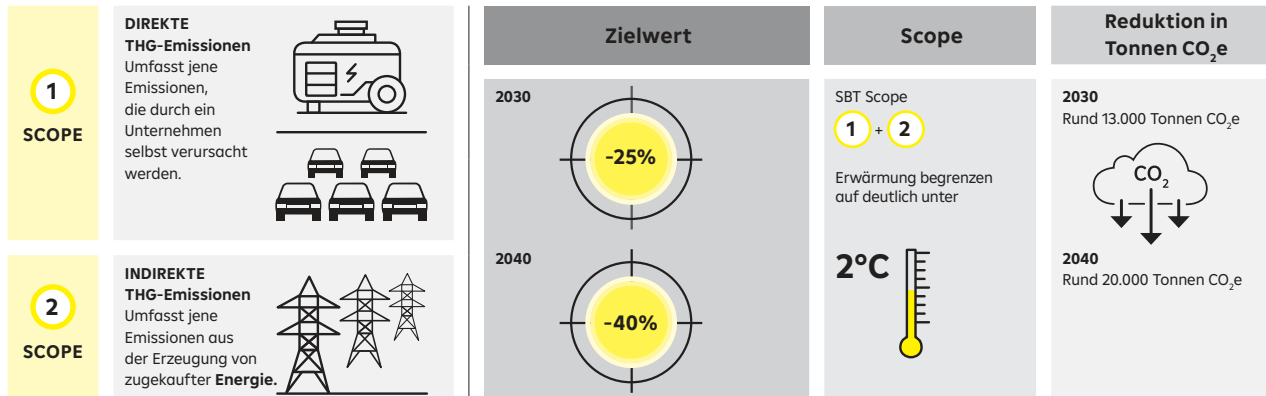 1
SCOPE
DIREKTE
THG-Emissionen
Umfasst jene
Emissionen,
die durch ein
Unternehmen
selbst verursacht
werden.
2
SCOPE
INDIREKTE
THG-Emissionen
Umfasst jene
Emissionen aus
der Erzeugung von
zugekaufter Energie.
Zielwert
2030
-25%
2040
-40%
Scope
SBT Scope
1 + 2
Erwärmung begrenzen
auf deutlich unter
2°C
Reduktion in
Tonnen CO₂e
2030
Rund 13.000 Tonnen CO₂e
CO₂
2040
Rund 20.000 Tonnen CO₂e